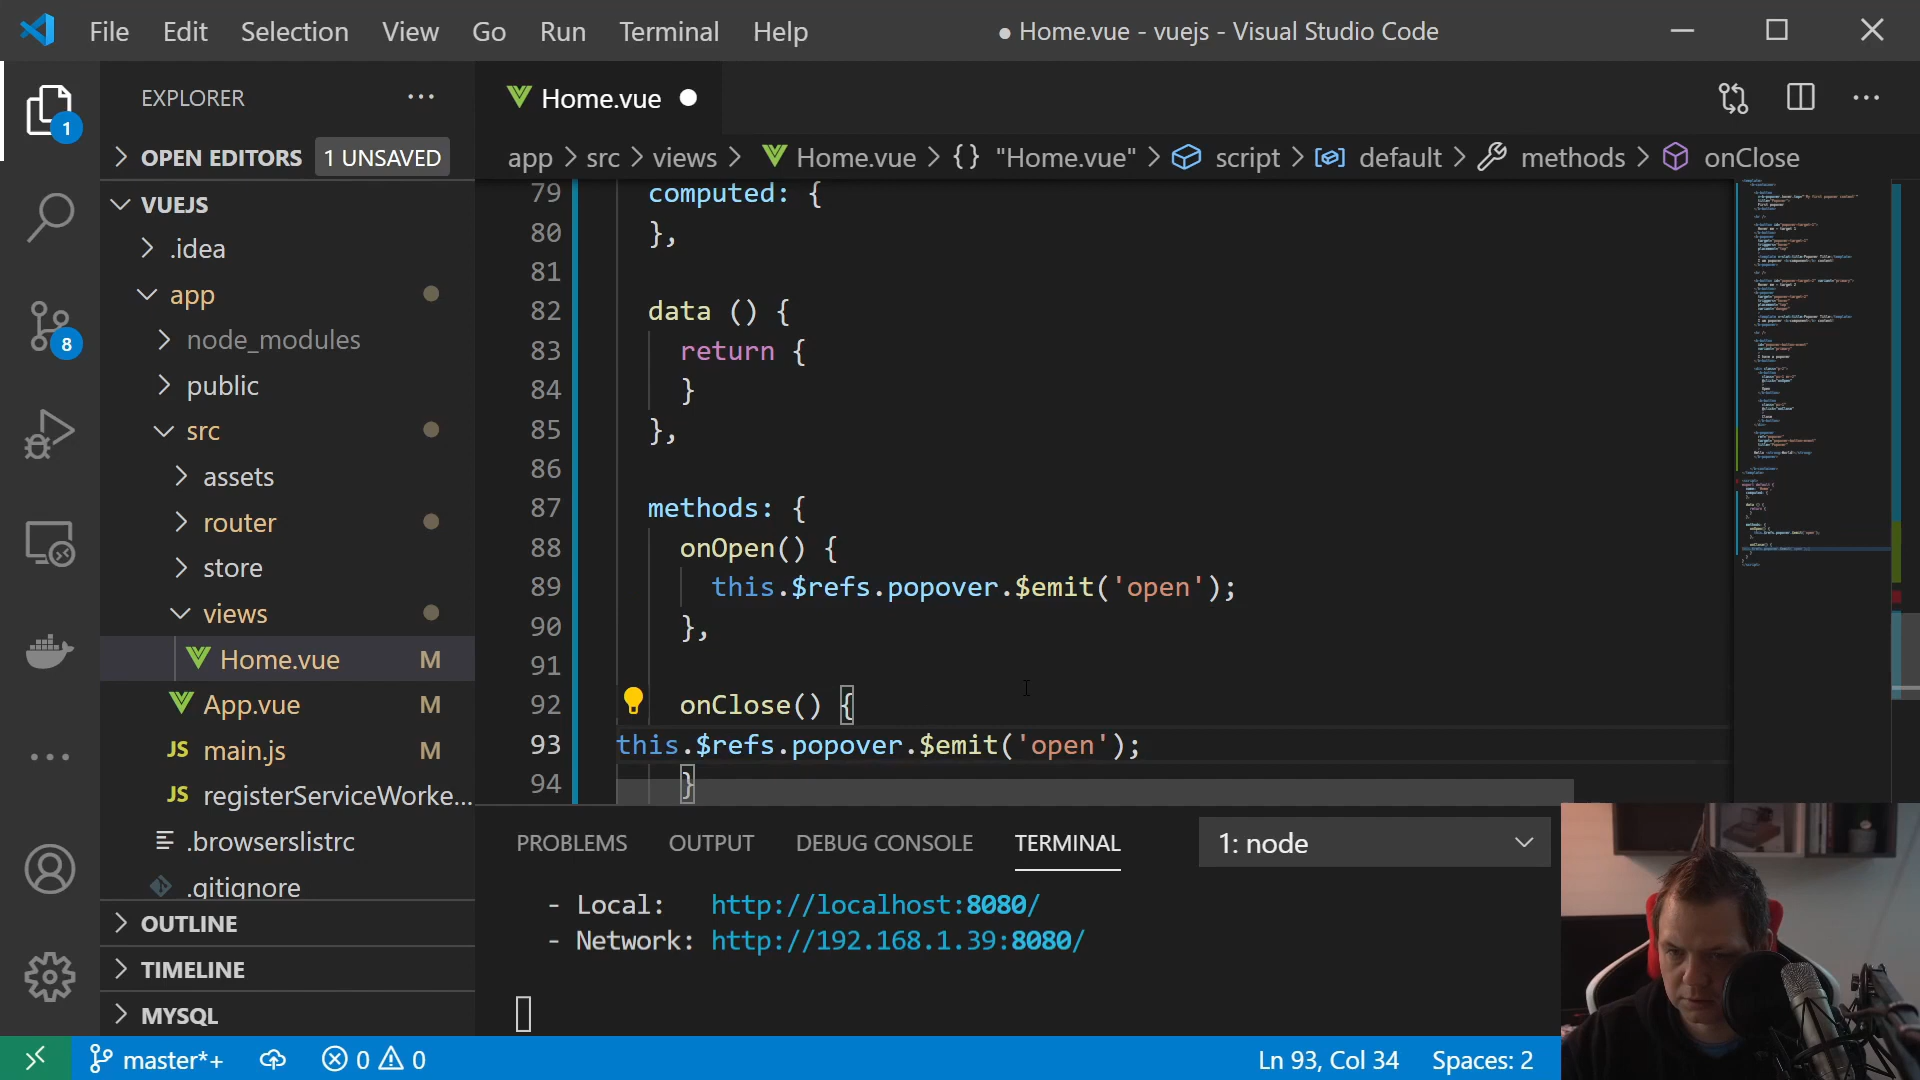 File Edit Selection View Go Run Terminal Help
● Home.vue - vuejs - Visual Studio Code
EXPLORER
OPEN EDITORS 1 UNSAVED
VUEJS
.idea
app
node_modules
public
src
assets
router
store
views
Home.vue M
App.vue M
JS main.js M
JS registerServiceWorke...
.browserslistrc
.gitignore
OUTLINE
TIMELINE
MYSQL
1
8
Home.vue
app > src > views > Home.vue > {} "Home.vue" > script > default > methods > onClose
79 computed: {
80 },
81
82 data () {
83 return {
84 }
85 },
86
87 methods: {
88 onOpen() {
89 this.$refs.popover.$emit('open');
90 },
91
92 onClose() {
93 this.$refs.popover.$emit('open');
94 }
PROBLEMS OUTPUT DEBUG CONSOLE TERMINAL 1: node
- Local: http://localhost:8080/
- Network: http://192.168.1.39:8080/
master*+ 0 0 Ln 93, Col 34 Spaces: 2